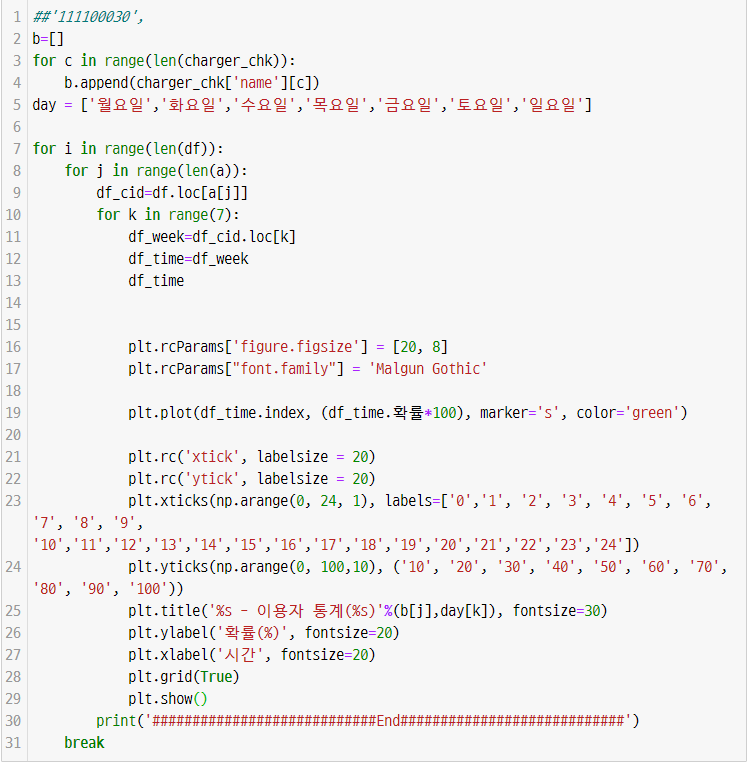 1 ##'111100030',
2 b=[]
3 for c in range(len(charger_chk)):
4     b.append(charger_chk['name'][c])
5 day = ['월요일','화요일','수요일','목요일','금요일','토요일','일요일']
6
7 for i in range(len(df)):
8     for j in range(len(a)):
9         df_cid=df.loc[a[j]]
10         for k in range(7):
11             df_week=df_cid.loc[k]
12             df_time=df_week
13             df_time
14
15
16             plt.rcParams['figure.figsize'] = [20, 8]
17             plt.rcParams["font.family"] = 'Malgun Gothic'
18
19             plt.plot(df_time.index, (df_time.확률*100), marker='s', color='green')
20
21             plt.rc('xtick', labelsize = 20)
22             plt.rc('ytick', labelsize = 20)
23             plt.xticks(np.arange(0, 24, 1), labels=['0','1', '2', '3', '4', '5', '6',
'7', '8', '9',
'10','11','12','13','14','15','16','17','18','19','20','21','22','23','24'])
24             plt.yticks(np.arange(0, 100,10), ('10', '20', '30', '40', '50', '60', '70',
'80', '90', '100'))
25             plt.title('%s - 이용자 통계(%s)'%(b[j],day[k]), fontsize=30)
26             plt.ylabel('확률(%)', fontsize=20)
27             plt.xlabel('시간', fontsize=20)
28             plt.grid(True)
29             plt.show()
30         print('############################End############################')
31     break